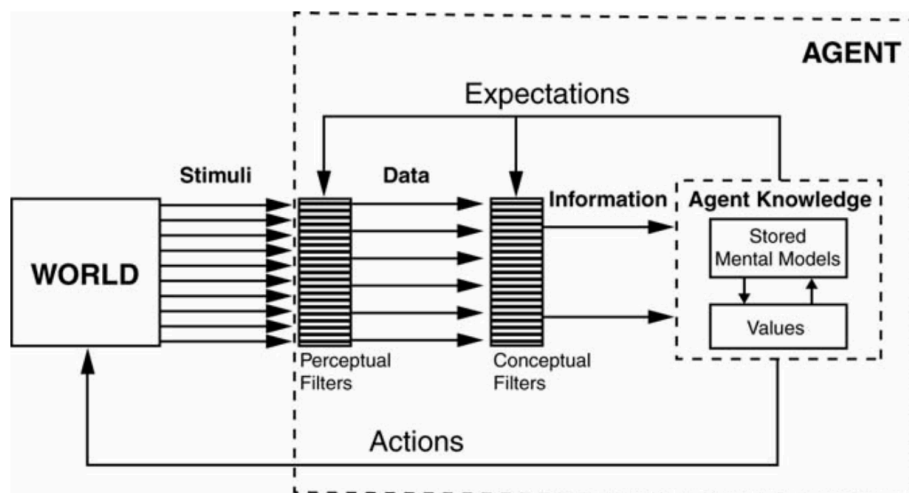 AGENT
Expectations
Stimuli
Data
Information
Agent Knowledge
Stored
Mental Models
WORLD
Values
Perceptual
Filters
Conceptual
Filters
Actions